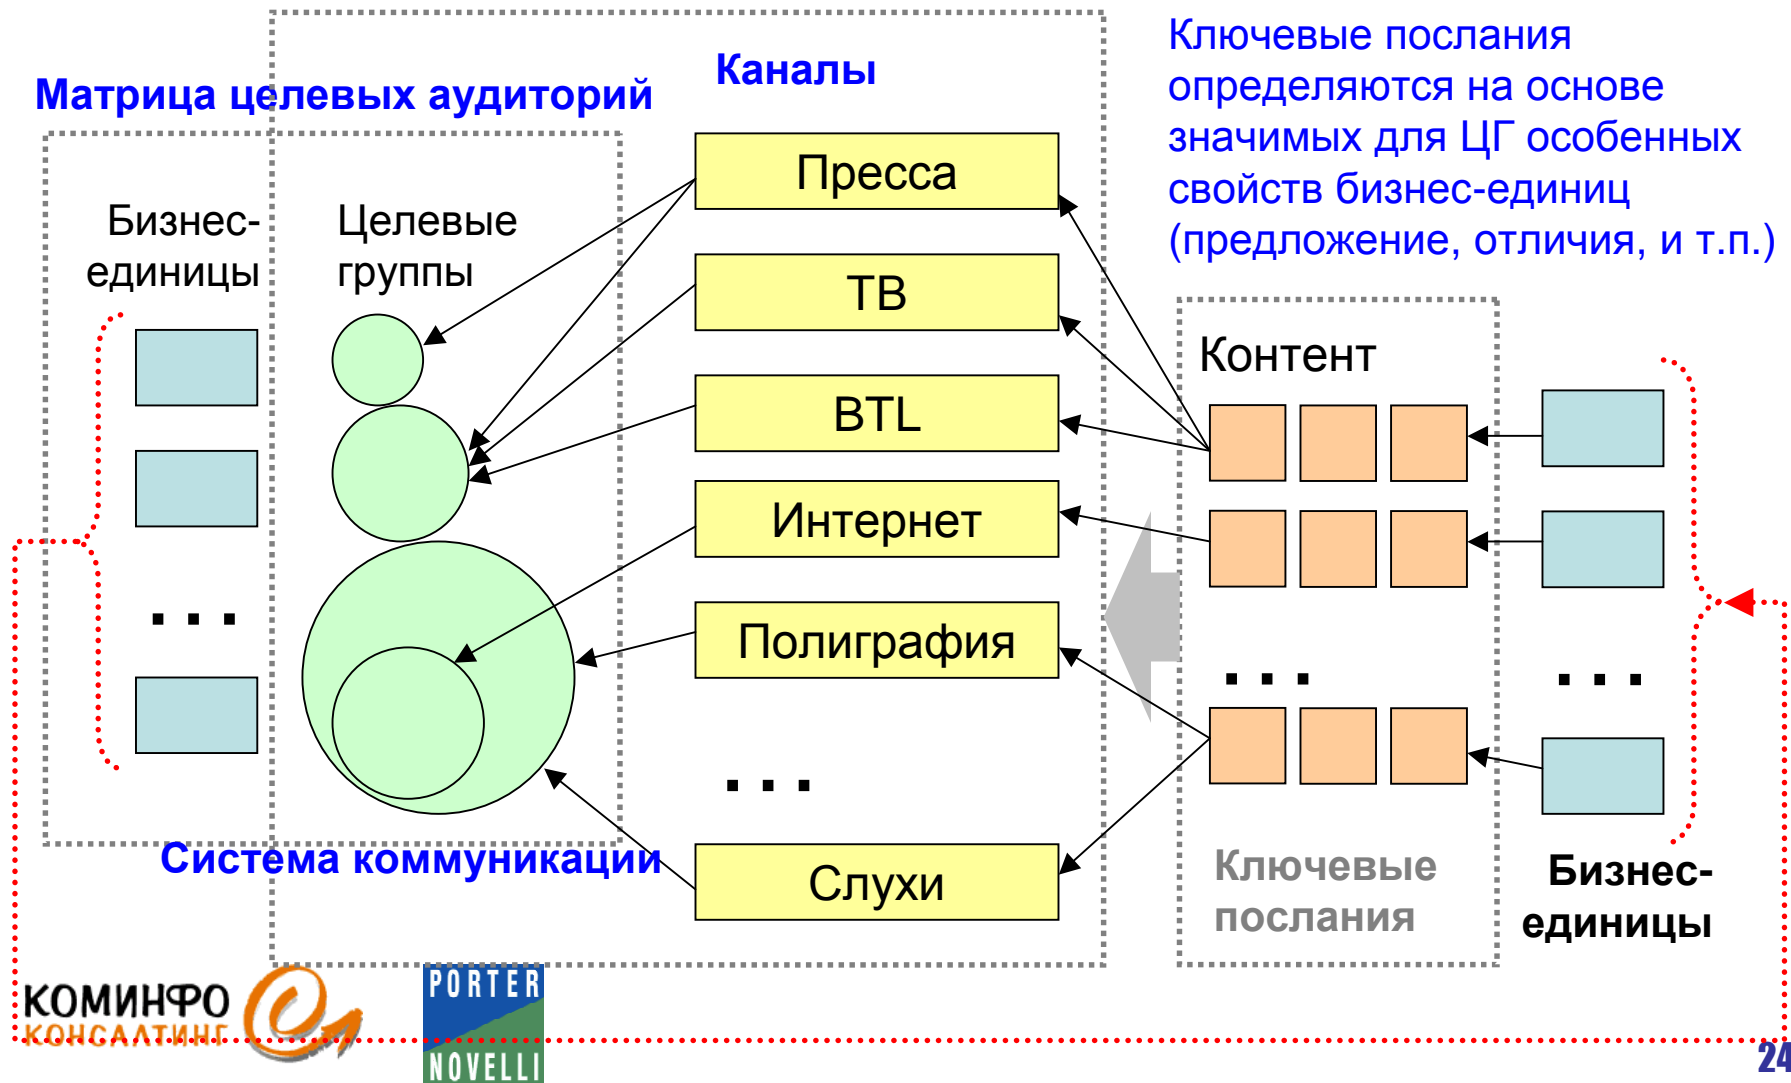 Матрица целевых аудиторий
Каналы
Ключевые послания
определяются на основе
значимых для ЦГ особенных
свойств бизнес-единиц
(предложение, отличия, и т.п.)
Бизнес-
единицы
Целевые
группы
Пресса
ТВ
BTL
Интернет
Полиграфия
...
Слухи
...
Контент
...
...
Ключевые
послания
Бизнес-
единицы
Система коммуникации
КОМИНФО
КОНСАЛТИНГ
PORTER
NOVELLI
24